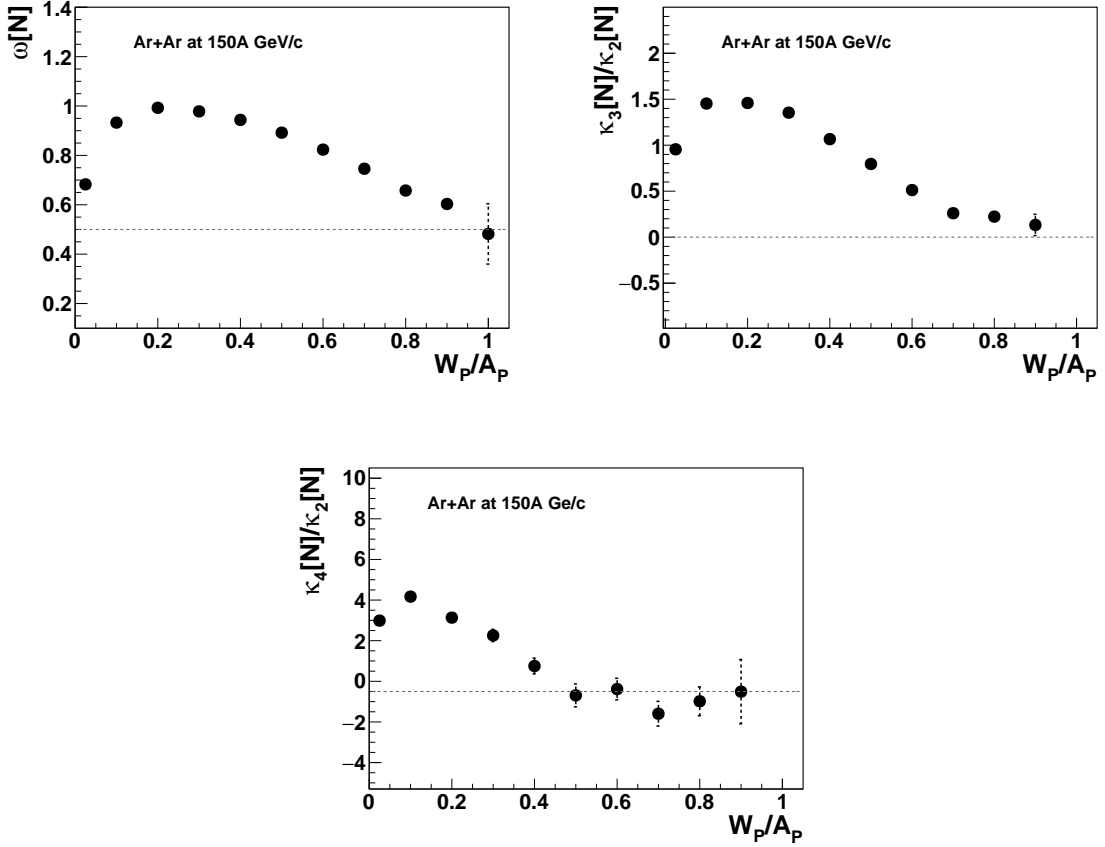 ω[N]
Ar+Ar at 150A GeV/c
1.4
1.2
1
0.8
0.6
0.4
0.2
0 0.2 0.4 0.6 0.8 1
W_P/A_P
κ_3[N]/κ_2[N]
Ar+Ar at 150A GeV/c
2
1.5
1
0.5
0
−0.5
0 0.2 0.4 0.6 0.8 1
W_P/A_P
κ_4[N]/κ_2[N]
Ar+Ar at 150A Ge/c
10
8
6
4
2
0
−2
−4
0 0.2 0.4 0.6 0.8 1
W_P/A_P